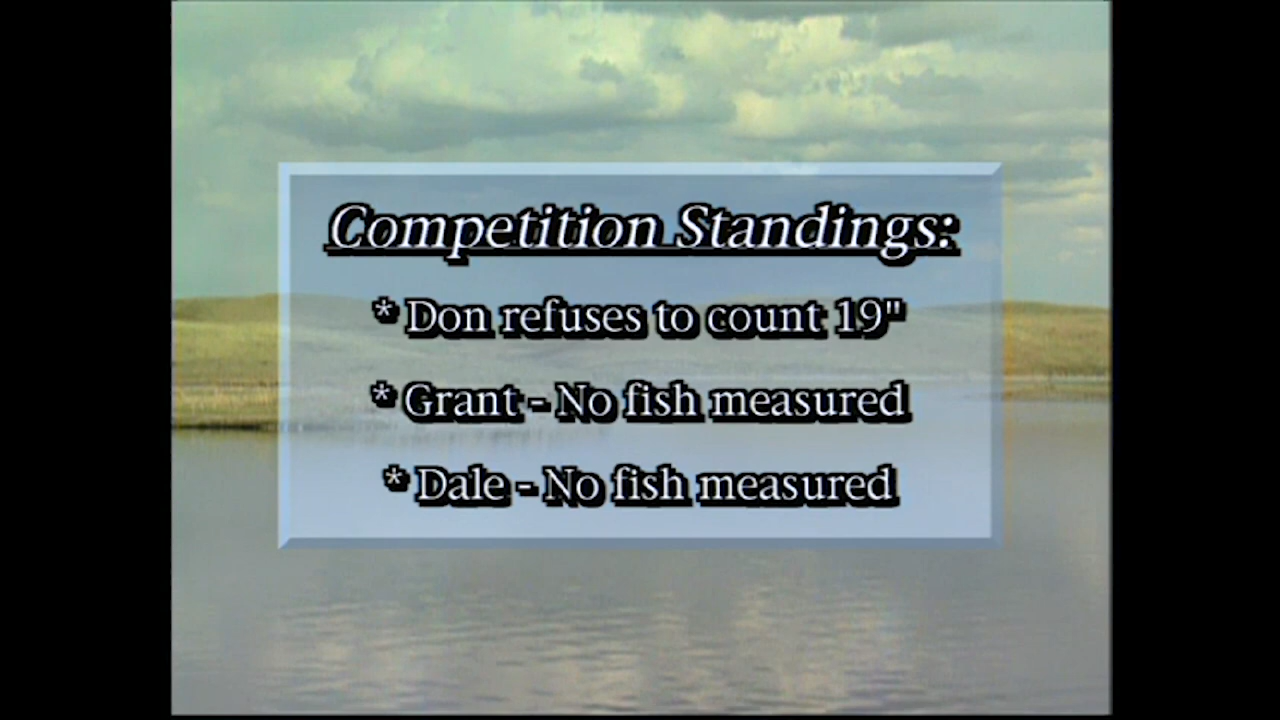 Competition Standings:
* Don refuses to count 19"
* Grant - No fish measured
* Dale - No fish measured